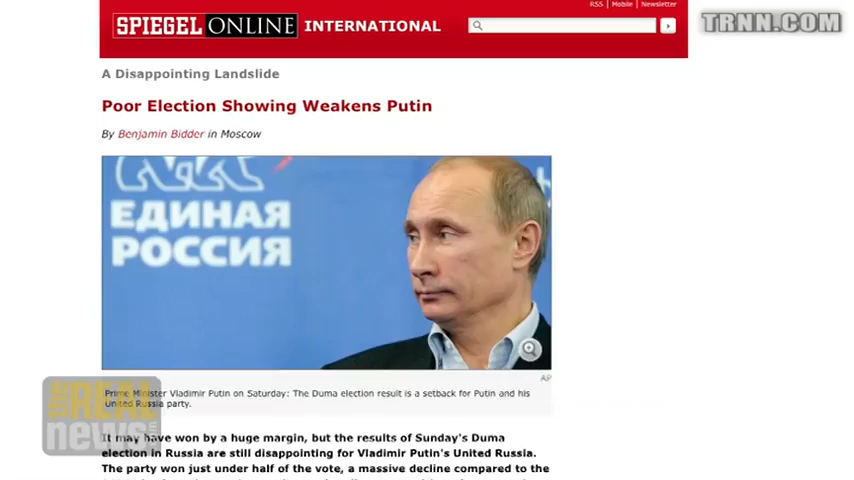 RSS | Mobile | Newsletter
TRNN.COM
SPIEGEL ONLINE INTERNATIONAL
A Disappointing Landslide
Poor Election Showing Weakens Putin
By Benjamin Bidder in Moscow
ЕДИНАЯ
РОССИЯ
AP
Prime Minister Vladimir Putin on Saturday: The Duma election result is a setback for Putin and his
United Russia party.
the REAL
news
It may have won by a huge margin, but the results of Sunday's Duma
election in Russia are still disappointing for Vladimir Putin's United Russia.
The party won just under half of the vote, a massive decline compared to the